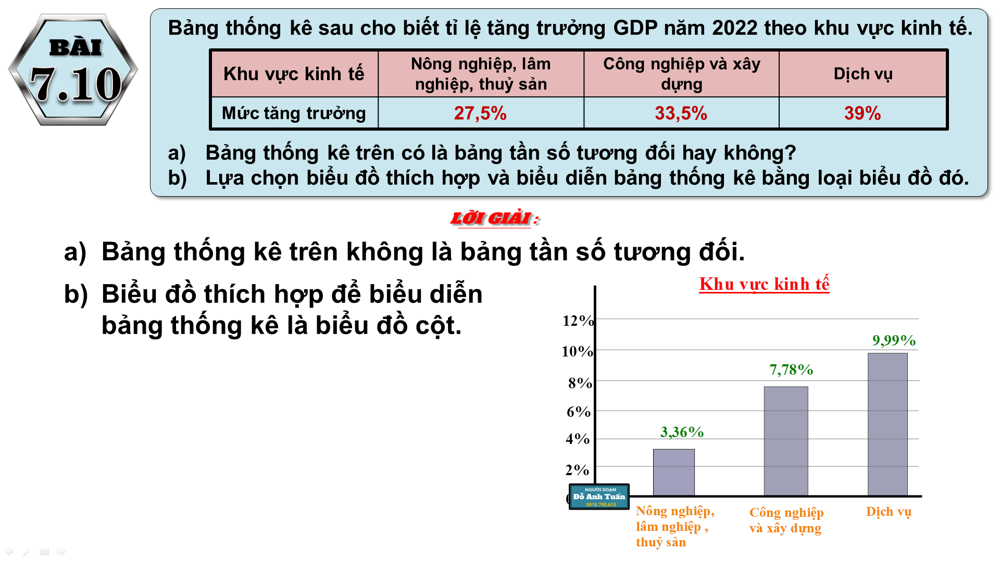 BÀI
7.10
Bảng thống kê sau cho biết tỉ lệ tăng trưởng GDP năm 2022 theo khu vực kinh tế.
Khu vực kinh tế
Nông nghiệp, lâm
nghiệp, thuỷ sản
Công nghiệp và xây
dựng
Dịch vụ
Mức tăng trưởng
27,5%
33,5%
39%
a) Bảng thống kê trên có là bảng tần số tương đối hay không?
b) Lựa chọn biểu đồ thích hợp và biểu diễn bảng thống kê bằng loại biểu đồ đó.
LỜI GIẢI :
a) Bảng thống kê trên không là bảng tần số tương đối.
b) Biểu đồ thích hợp để biểu diễn
bảng thống kê là biểu đồ cột.
Khu vực kinh tế
12%
10%
8%
6%
4%
2%
9,99%
7,78%
3,36%
NGƯỜI SOẠN
Đỗ Anh Tuấn
0918.790.615
Nông nghiệp,
lâm nghiệp ,
thuỷ sản
Công nghiệp
và xây dựng
Dịch vụ